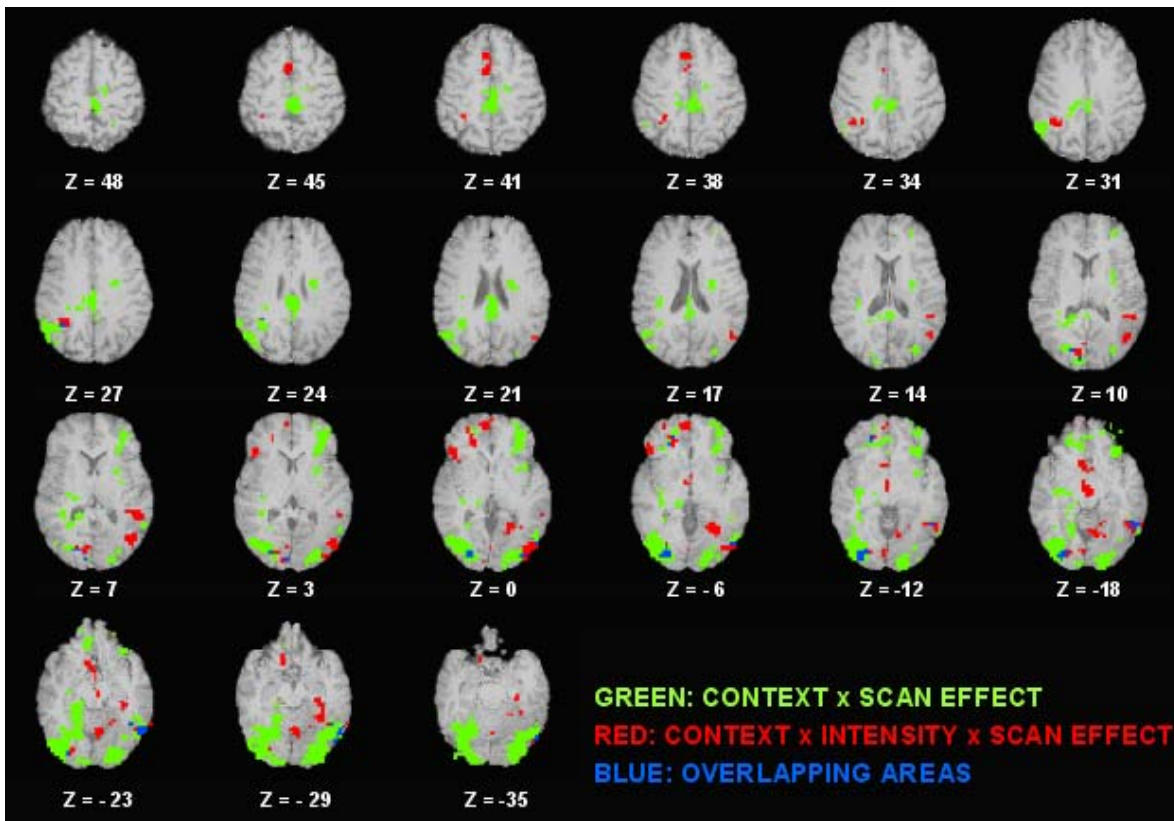 Z = 48 Z = 45 Z = 41 Z = 38 Z = 34 Z = 31
Z = 27 Z = 24 Z = 21 Z = 17 Z = 14 Z = 10
Z = 7 Z = 3 Z = 0 Z = - 6 Z = -12 Z = -18
GREEN: CONTEXT x SCAN EFFECT
RED: CONTEXT x INTENSITY x SCAN EFFECT
BLUE: OVERLAPPING AREAS
Z = - 23 Z = - 29 Z = -35